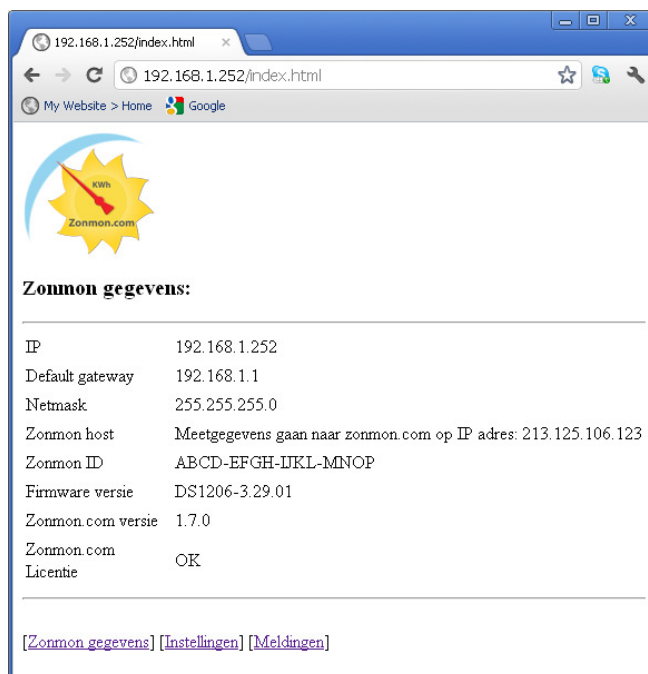 192.168.1.252/index.html
192.168.1.252/index.html
My Website > Home Google
KWh
Zonmon.com
Zonmon gegevens:
IP 192.168.1.252
Default gateway 192.168.1.1
Netmask 255.255.255.0
Zonmon host Meetgegevens gaan naar zonmon.com op IP adres: 213.125.106.123
Zonmon ID ABCD-EFGH-IJKL-MNOP
Firmware versie DS1206-3.29.01
Zonmon.com versie 1.7.0
Zonmon.com
Licentie OK
[Zonmon gegevens] [Instellingen] [Meldingen]